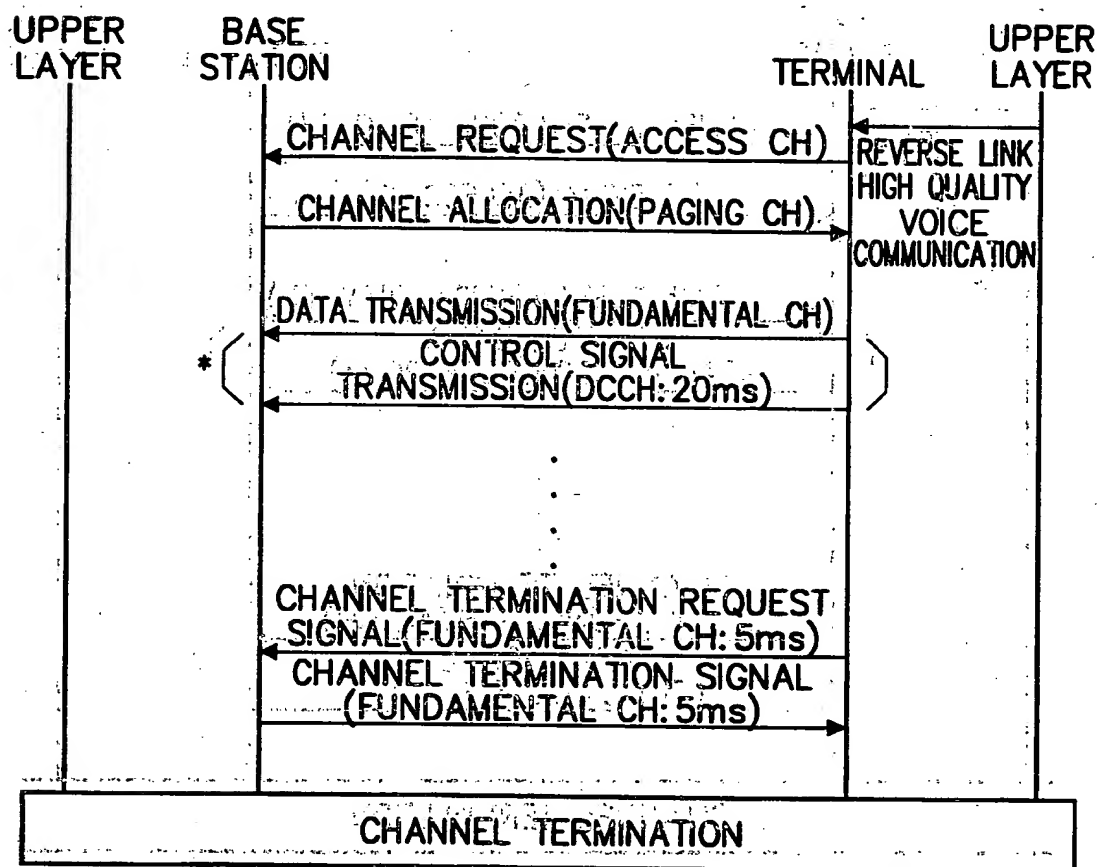 UPPER
LAYER
BASE
STATION
TERMINAL
UPPER
LAYER
CHANNEL REQUEST(ACCESS CH)
REVERSE LINK
HIGH QUALITY
VOICE
COMMUNICATION
CHANNEL ALLOCATION(PAGING CH)
DATA TRANSMISSION(FUNDAMENTAL CH)
*
CONTROL SIGNAL
TRANSMISSION(DCCH:20ms)
CHANNEL TERMINATION REQUEST
SIGNAL(FUNDAMENTAL CH:5ms)
CHANNEL TERMINATION SIGNAL
(FUNDAMENTAL CH:5ms)
CHANNEL TERMINATION